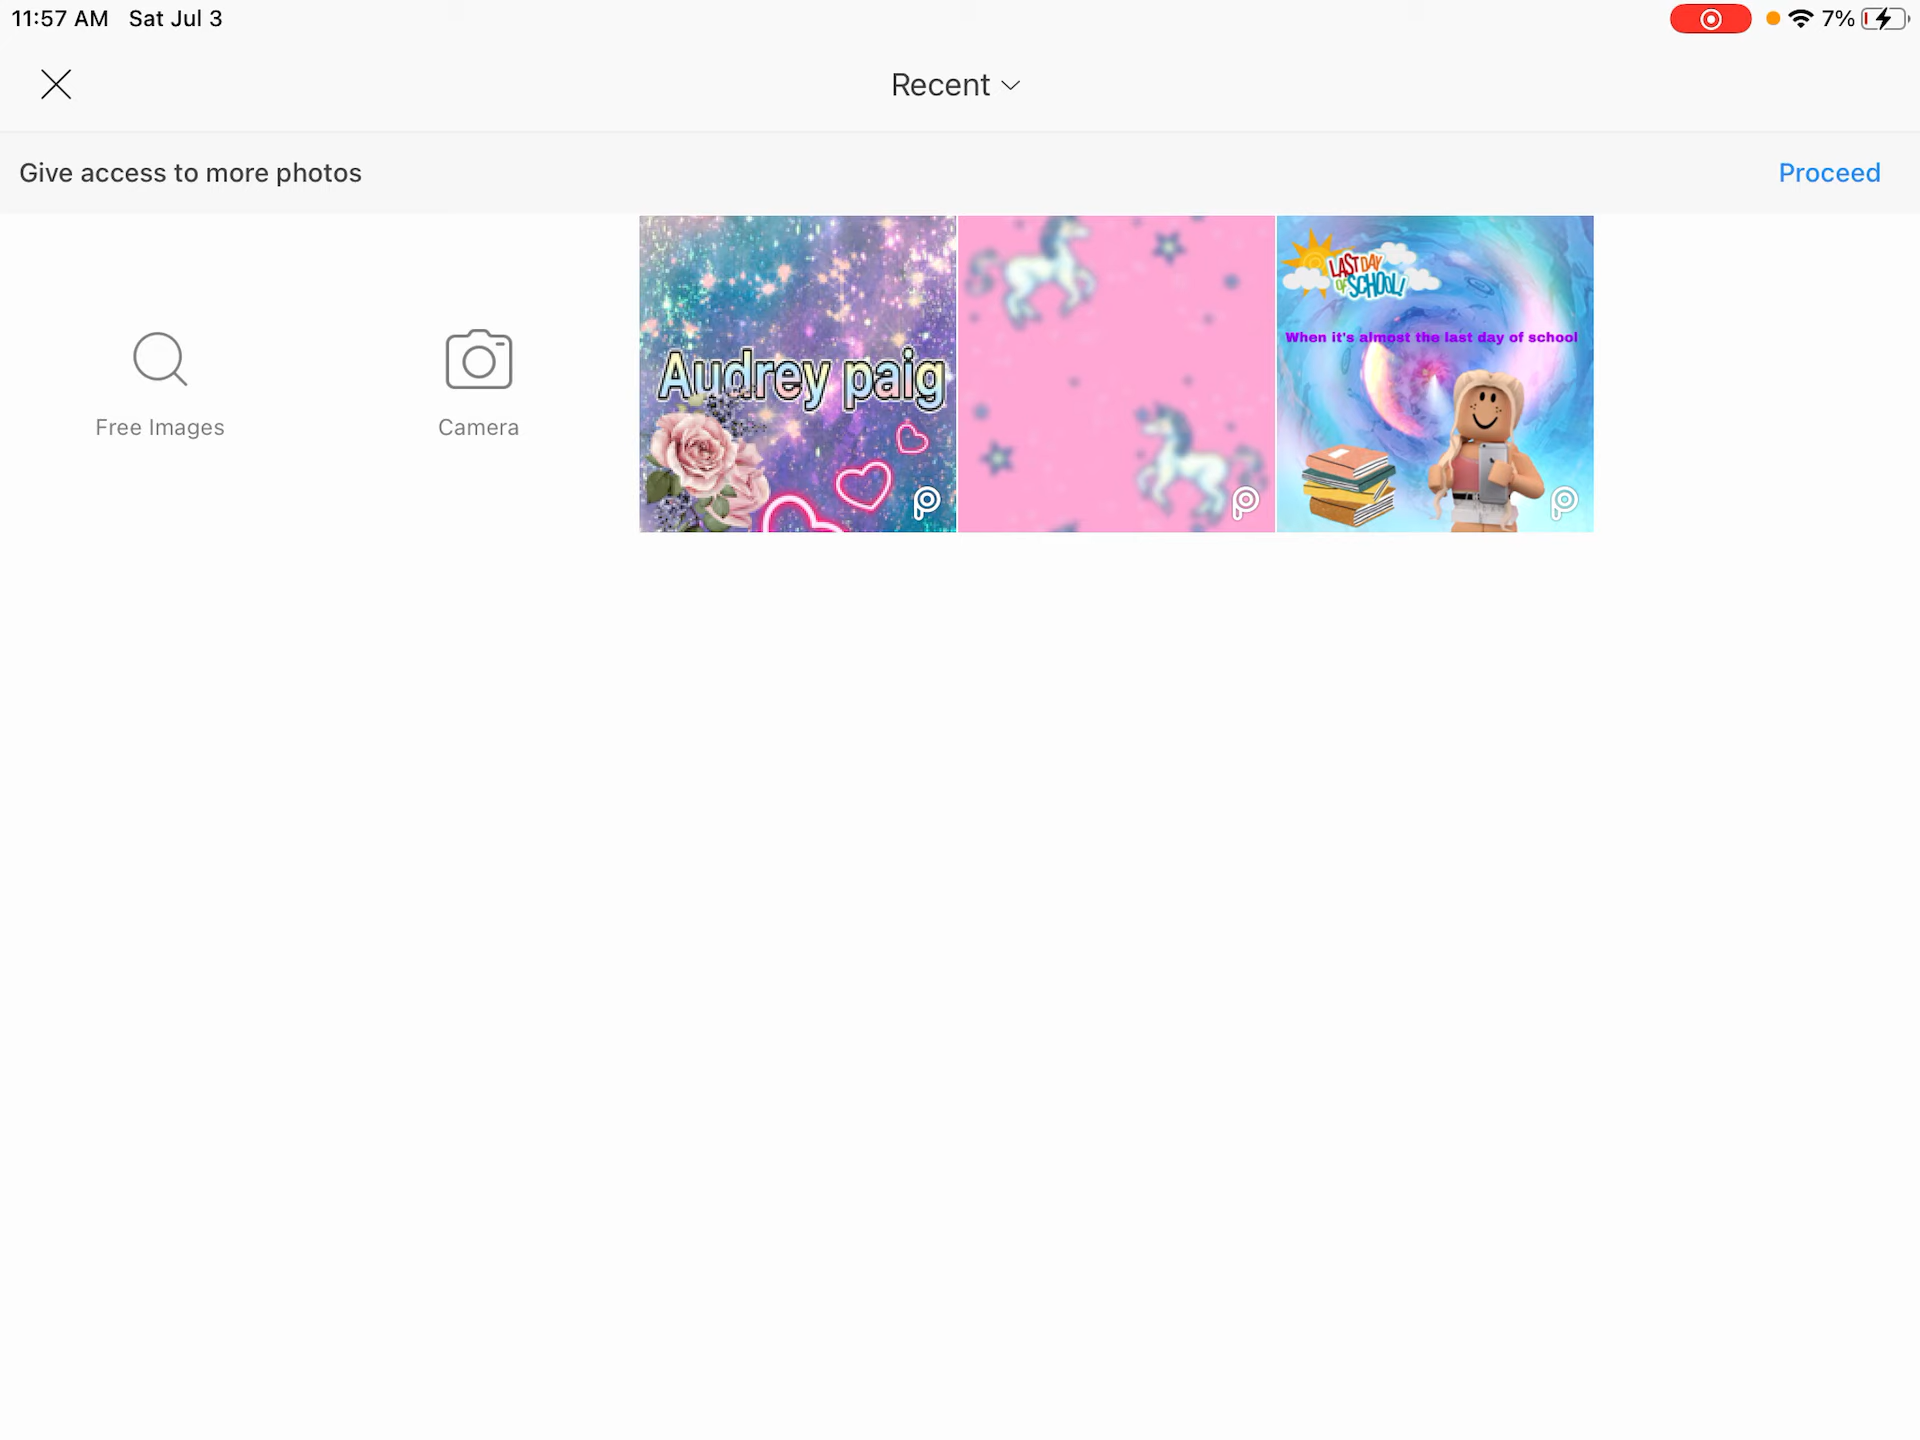 11:57 AM Sat Jul 3
7%
Recent
Give access to more photos
Proceed
Free Images
Camera
Audrey paig
LAST DAY
OF SCHOOL!
When it's almost the last day of school